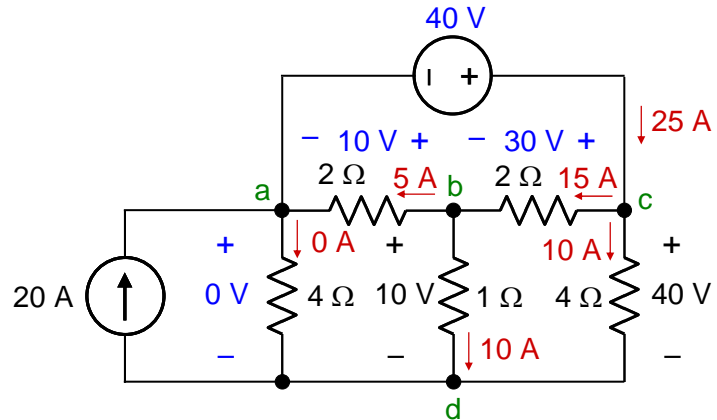 40 V
− +
25 A
− 10 V + − 30 V +
2 Ω 2 Ω
a 5 A b 15 A c
+ 0 A + 10 A +
20 A 0 V 4 Ω 10 V 1 Ω 4 Ω 40 V
− − 10 A −
d